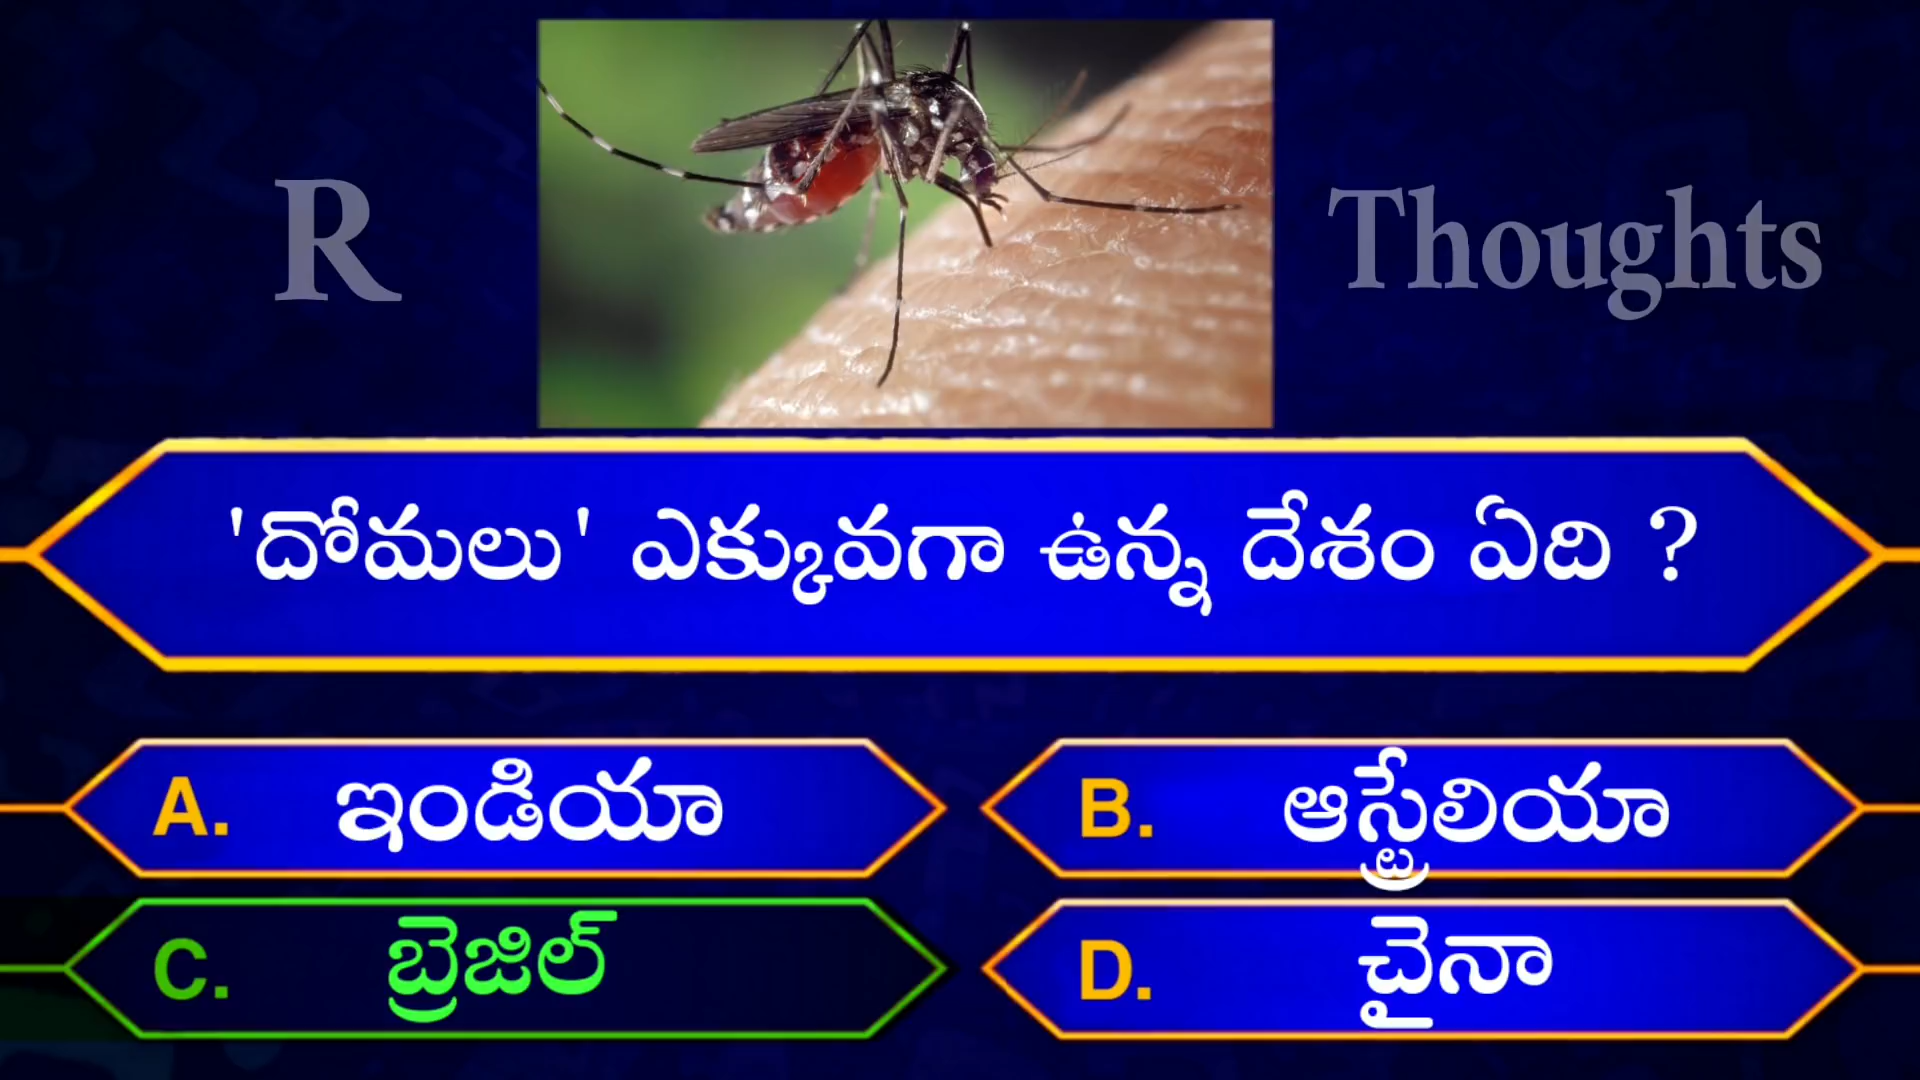 R Thoughts
'దోమలు' ఎక్కువగా ఉన్న దేశం ఏది ?
A. ఇండియా
B. ఆస్ట్రేలియా
C. బ్రెజిల్
D. చైనా